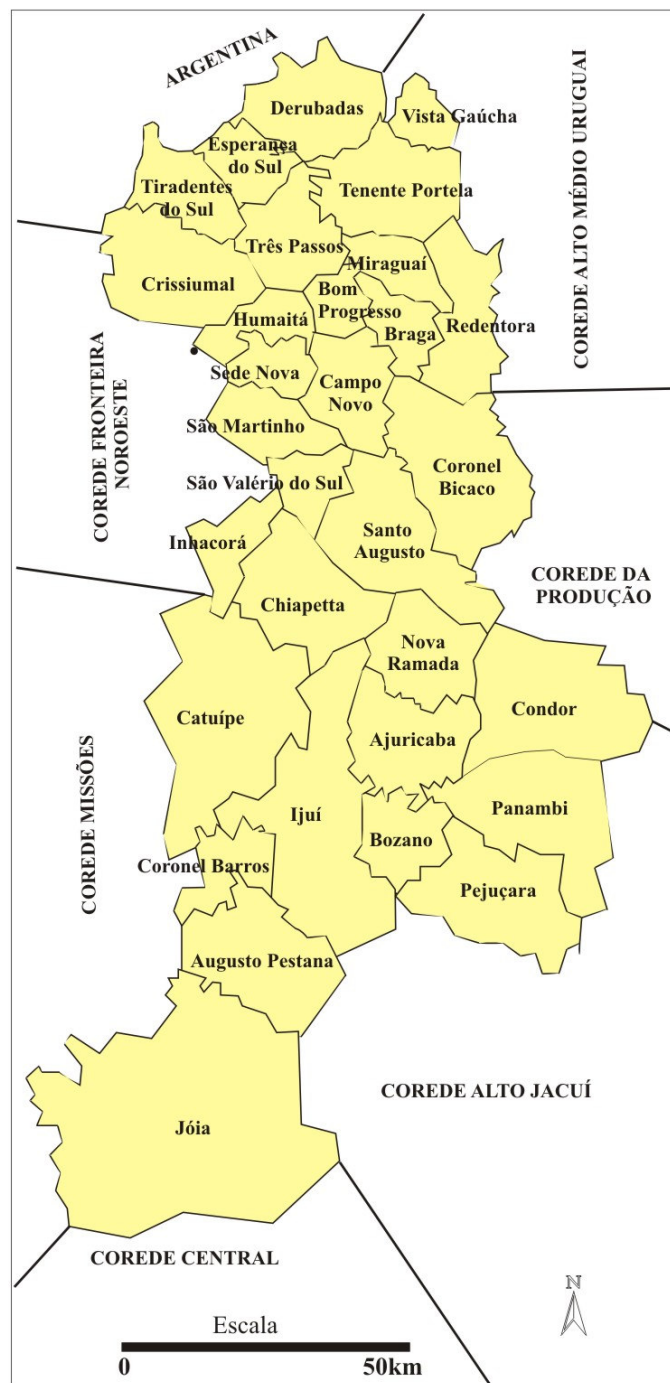 ARGENTINA
COREDE ALTO MÉDIO URUGUAI
Derubadas
Vista Gaúcha
Esperança
do Sul
Tenente Portela
Tiradentes
do Sul
Três Passos
Miraguaí
Crissiumal
Bom
Progresso
Humaitá
Braga
Redentora
Sede Nova
Campo
Novo
COREDE FRONTEIRA
NOROESTE
São Martinho
Coronel
Bicaco
São Valério do Sul
Santo
Augusto
Inhacorá
COREDE DA
PRODUÇÃO
Chiapetta
Nova
Ramada
Catuípe
Condor
Ajuricaba
COREDE MISSÕES
Ijuí
Panambi
Bozano
Coronel Barros
Pejuçara
Augusto Pestana
COREDE ALTO JACUÍ
Jóia
COREDE CENTRAL
N
Escala
0
50km